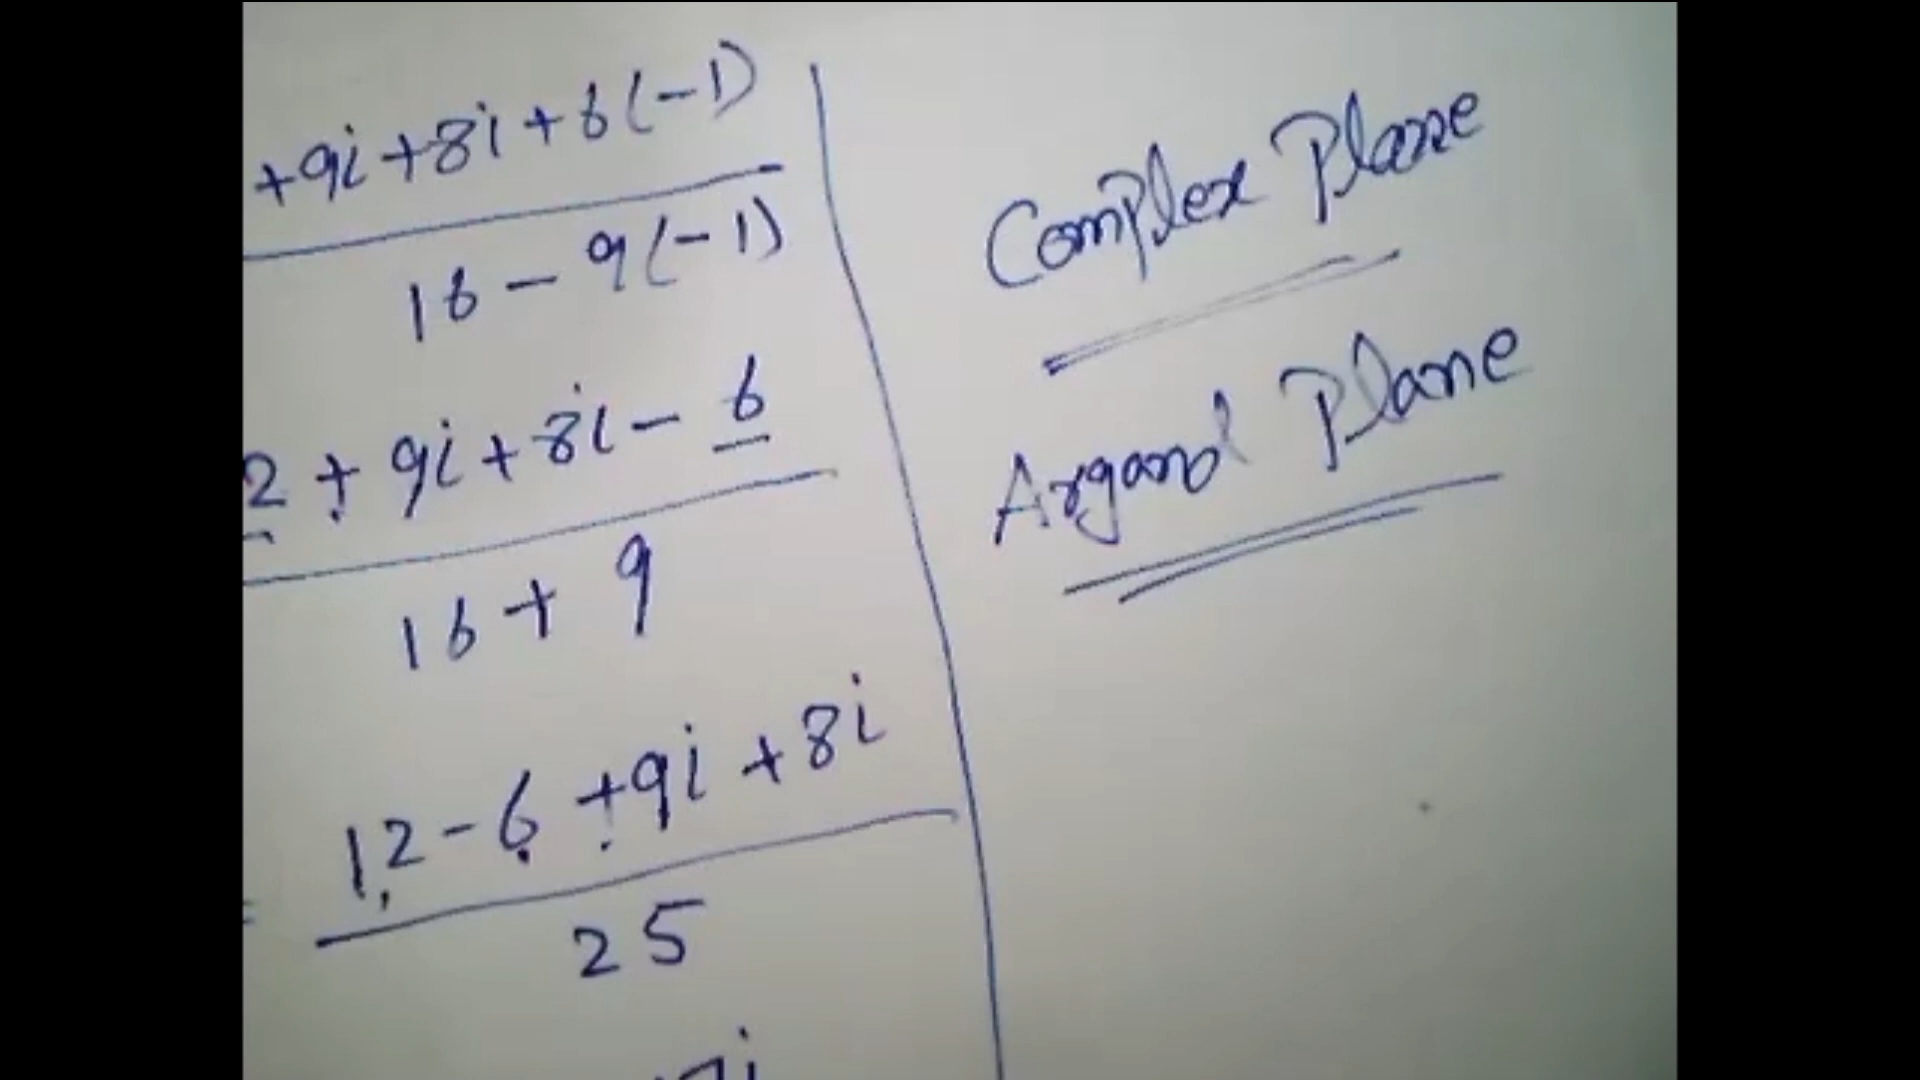 +9i+8i+6(-1)
16-9(-1)
2+9i+8i-6
16+9
= 12-6+9i+8i
25
7i
Complex Plane
Argand Plane